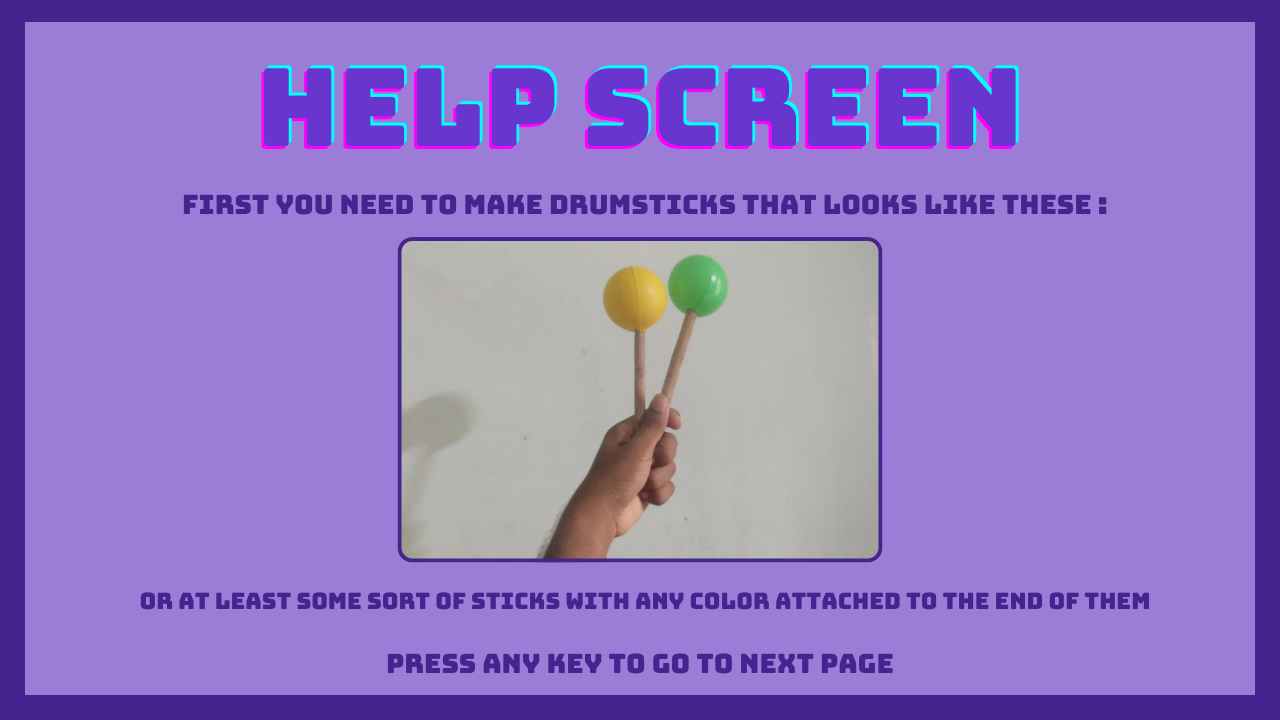 HELP SCREEN
FIRST YOU NEED TO MAKE DRUMSTICKS THAT LOOKS LIKE THESE :
OR AT LEAST SOME SORT OF STICKS WITH ANY COLOR ATTACHED TO THE END OF THEM
PRESS ANY KEY TO GO TO NEXT PAGE